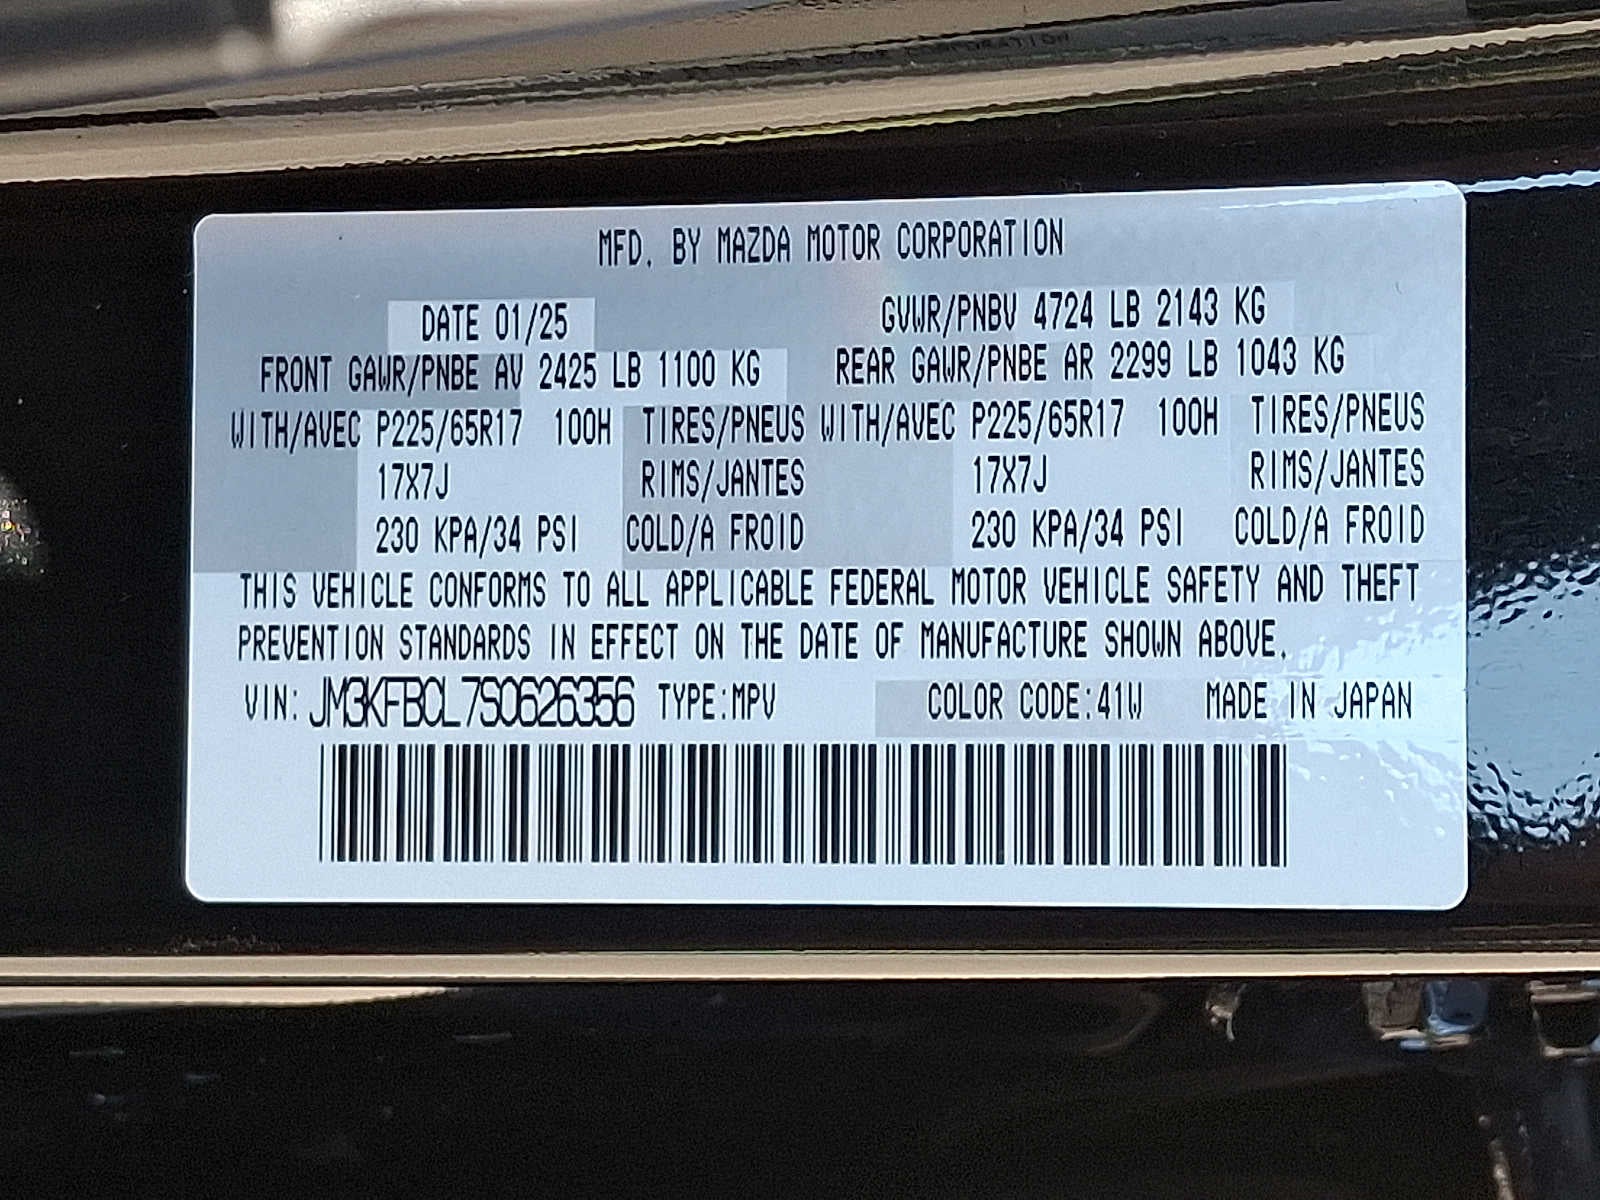 MFD. BY MAZDA MOTOR CORPORATION
DATE 01/25 GVWR/PNBV 4724 LB 2143 KG
FRONT GAWR/PNBE AV 2425 LB 1100 KG REAR GAWR/PNBE AR 2299 LB 1043 KG
WITH/AVEC P225/65R17 100H TIRES/PNEUS WITH/AVEC P225/65R17 100H TIRES/PNEUS
17X7J RIMS/JANTES 17X7J RIMS/JANTES
230 KPA/34 PSI COLD/A FROID 230 KPA/34 PSI COLD/A FROID
THIS VEHICLE CONFORMS TO ALL APPLICABLE FEDERAL MOTOR VEHICLE SAFETY AND THEFT
PREVENTION STANDARDS IN EFFECT ON THE DATE OF MANUFACTURE SHOWN ABOVE.
VIN: JM3KFBCL7S0626356 TYPE:MPV COLOR CODE:41W MADE IN JAPAN